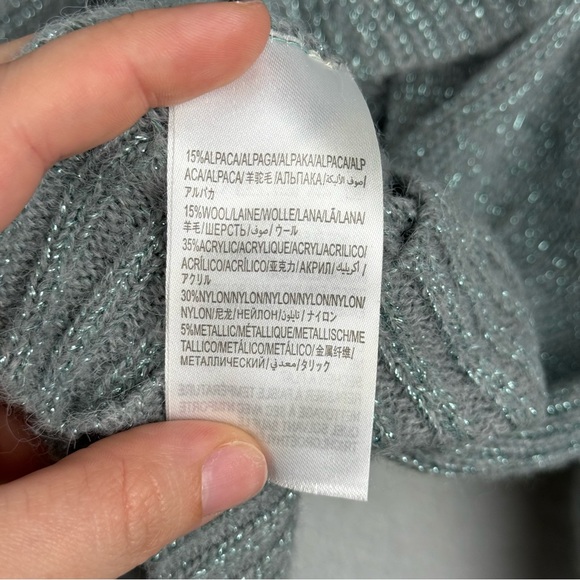 15%ALPACA/ALPAGA/ALPAKA/ALPACA/ALP
ACA/ALPACA/羊驼毛/АЛЬПАКА/صوف الألبكة/
アルパカ
15%WOOL/LAINE/WOLLE/LANA/LÃ/LANA/
羊毛/ШЕРСТЬ/صوف/ウール
35%ACRYLIC/ACRYLIQUE/ACRYL/ACRILICO/
ACRÍLICO/ACRÍLICO/亚克力/АКРИЛ/أكريليك/
アクリル
30%NYLON/NYLON/NYLON/NYLON/NYLON/
NYLON/尼龙/НЕЙЛОН/نايلون/ナイロン
5%METALLIC/MÉTALLIQUE/METALLISCH/ME
TALLICO/METÁLICO/METÁLICO/金属纤维/
МЕТАЛЛИЧЕСКИЙ/معدني/メタリック